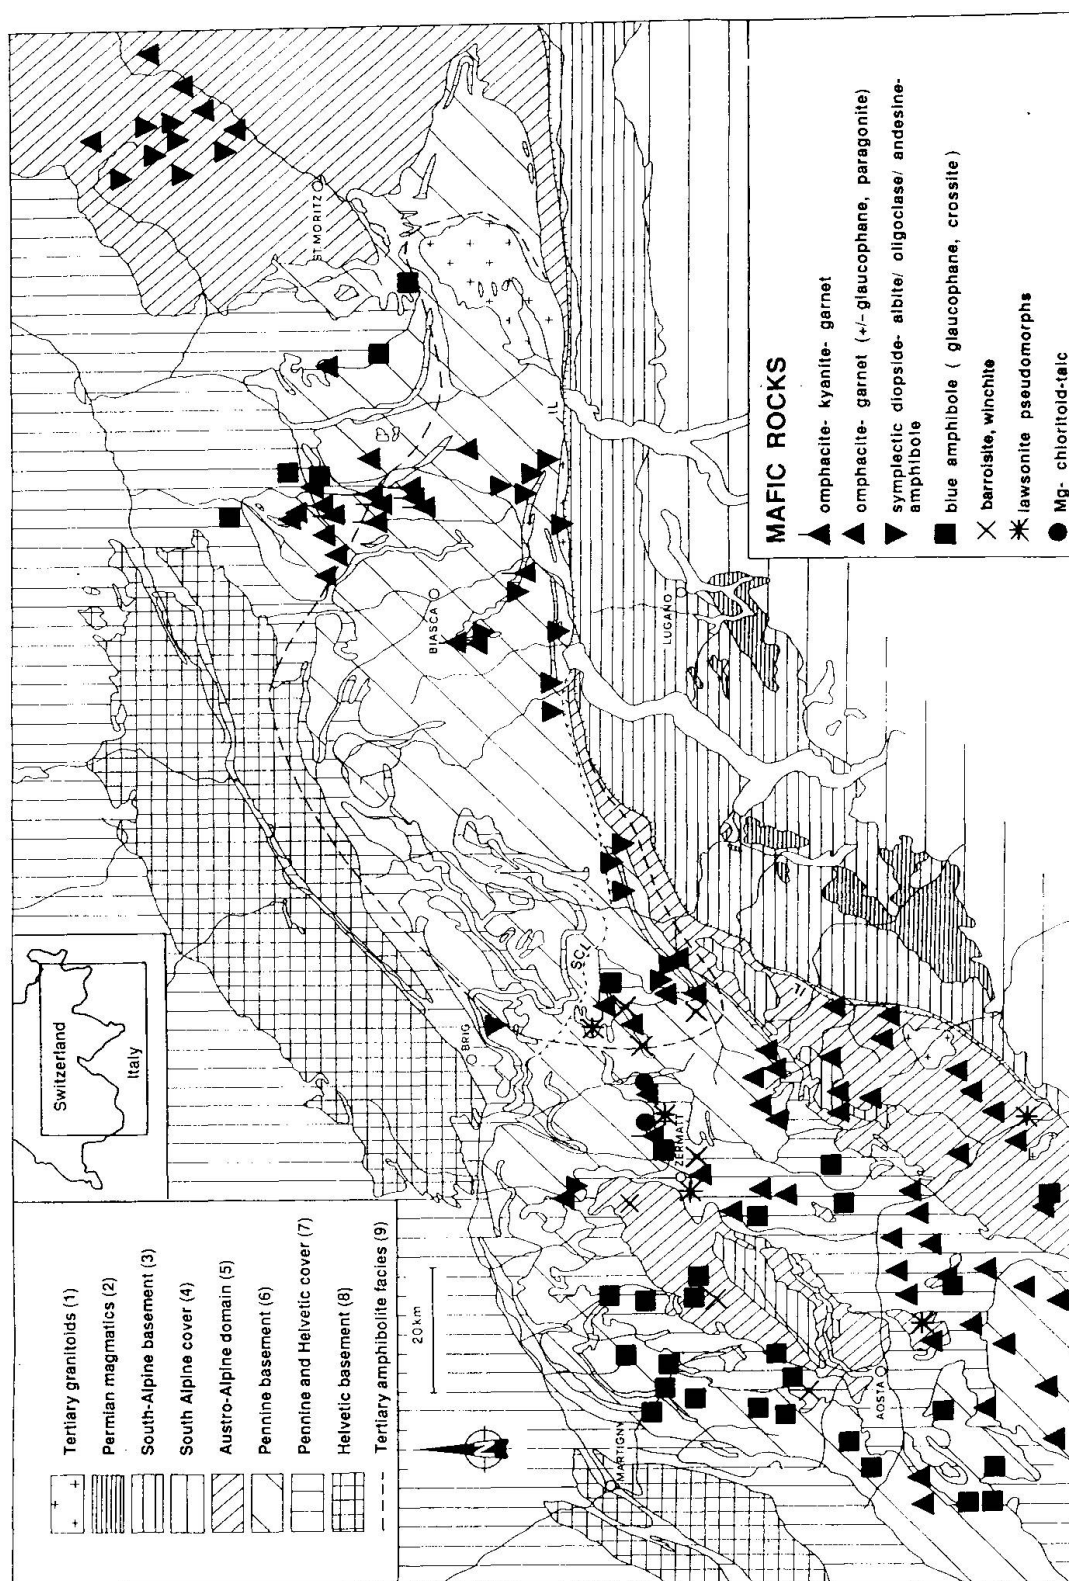 Switzerland
Italy
Tertiary granitoids (1)
Permian magmatics (2)
South-Alpine basement (3)
South Alpine cover (4)
Austro-Alpine domain (5)
Pennine basement (6)
Pennine and Helvetic cover (7)
Helvetic basement (8)
Tertiary amphibolite facies (9)
20km
N
MARTIGNY
BRIG
BIASCA
ST.MORITZ
ZERMATT
AOSTA
LUGANO
SCL
IL
IL
MAFIC ROCKS
omphacite- kyanite- garnet
omphacite- garnet (+/- glaucophane, paragonite)
symplectic diopside- albite/ oligoclase/ andesine-
amphibole
blue amphibole ( glaucophane, crossite )
barroisite, winchite
lawsonite pseudomorphs
Mg- chloritoid-talc